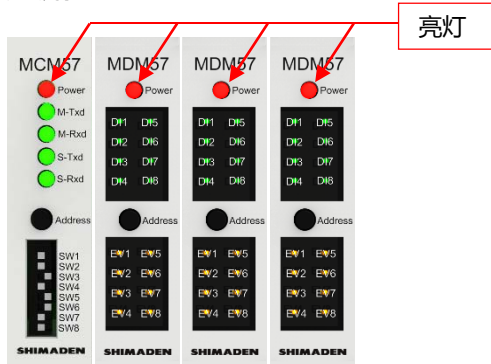 亮灯
MCM57 MDM57 MDM57 MDM57
Power Power Power Power
M-Txd
M-Rxd
S-Txd
S-Rxd
DI1 DI5 DI1 DI5 DI1 DI5
DI2 DI6 DI2 DI6 DI2 DI6
DI3 DI7 DI3 DI7 DI3 DI7
DI4 DI8 DI4 DI8 DI4 DI8
Address Address Address Address
SW1
SW2
SW3
SW4
SW5
SW6
SW7
SW8
EV1 EV5 EV1 EV5 EV1 EV5
EV2 EV6 EV2 EV6 EV2 EV6
EV3 EV7 EV3 EV7 EV3 EV7
EV4 EV8 EV4 EV8 EV4 EV8
SHIMADEN SHIMADEN SHIMADEN SHIMADEN